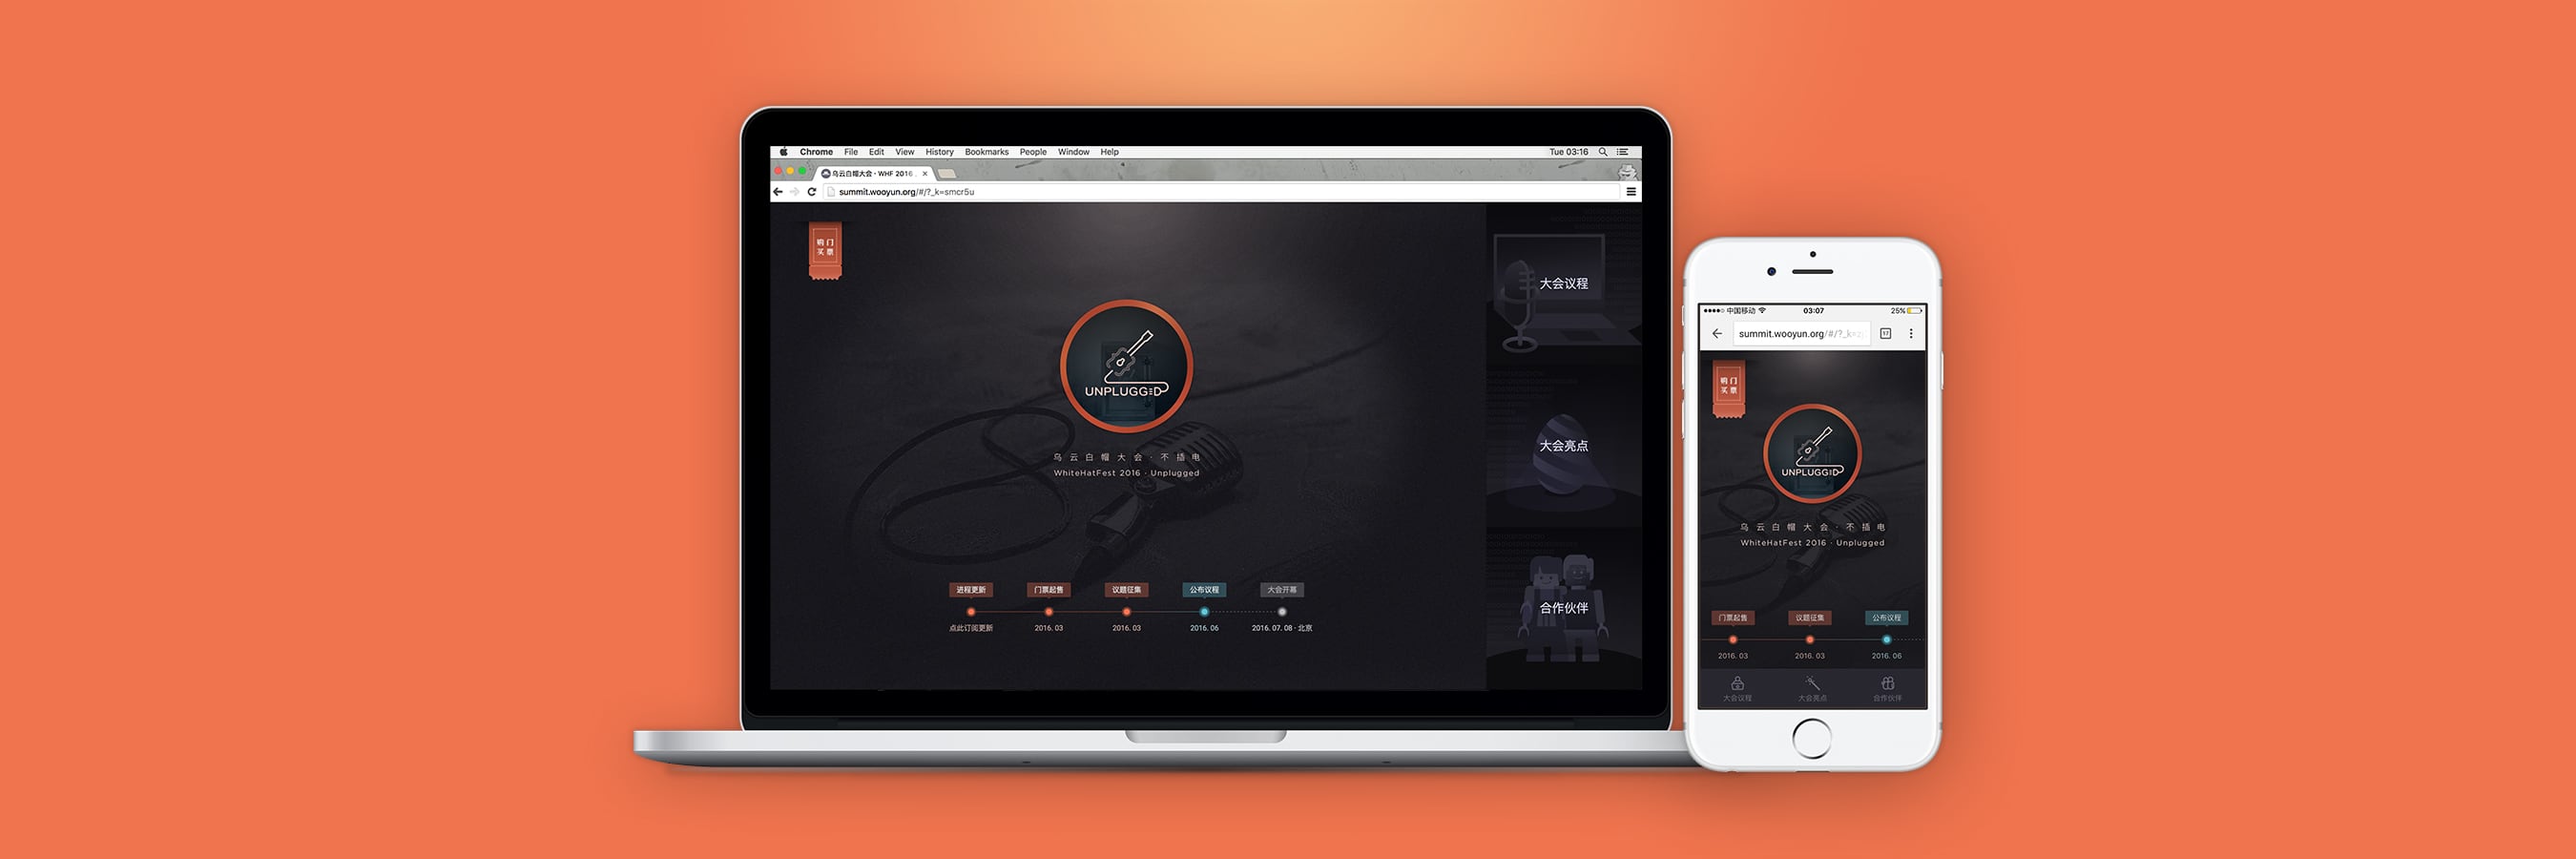 Chrome File Edit View History Bookmarks People Window Help Tue 03:16
乌云白帽大会 · WHF 2016
summit.wooyun.org/#/?_k=smcr5u
购 门
买 票
UNPLUGGED
乌云白帽大会 · 不插电
WhiteHatFest 2016 · Unplugged
进程更新 门票起售 议题征集 公布议程 大会开幕
点此订阅更新 2016. 03 2016. 03 2016. 06 2016. 07. 08 · 北京
大会议程
大会亮点
合作伙伴
中国移动 03:07 25%
summit.wooyun.org/#/?_k=
17
购 门
买 票
UNPLUGGED
乌云白帽大会 · 不插电
WhiteHatFest 2016 · Unplugged
门票起售 议题征集 公布议程
2016. 03 2016. 03 2016. 06
大会议程 大会亮点 合作伙伴